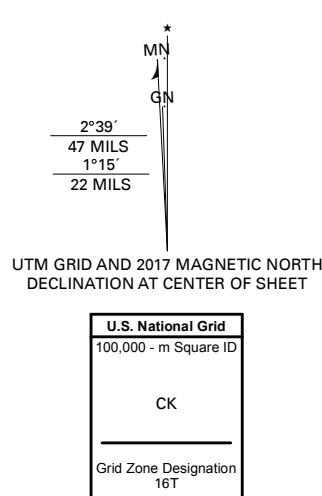 MN
GN
2°39´
47 MILS
1°15´
22 MILS
UTM GRID AND 2017 MAGNETIC NORTH
DECLINATION AT CENTER OF SHEET
U.S. National Grid
100,000 - m Square ID
CK
Grid Zone Designation
16T